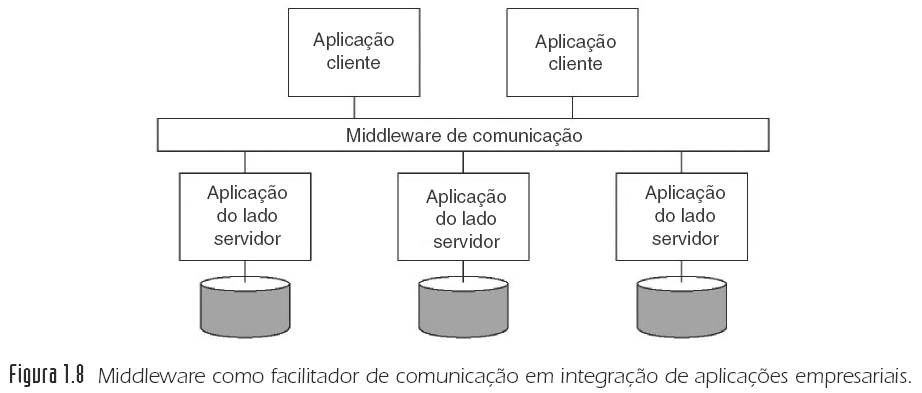 Aplicação
cliente
Aplicação
cliente
Middleware de comunicação
Aplicação
do lado
servidor
Aplicação
do lado
servidor
Aplicação
do lado
servidor
Figura 1.8 Middleware como facilitador de comunicação em integração de aplicações empresariais.